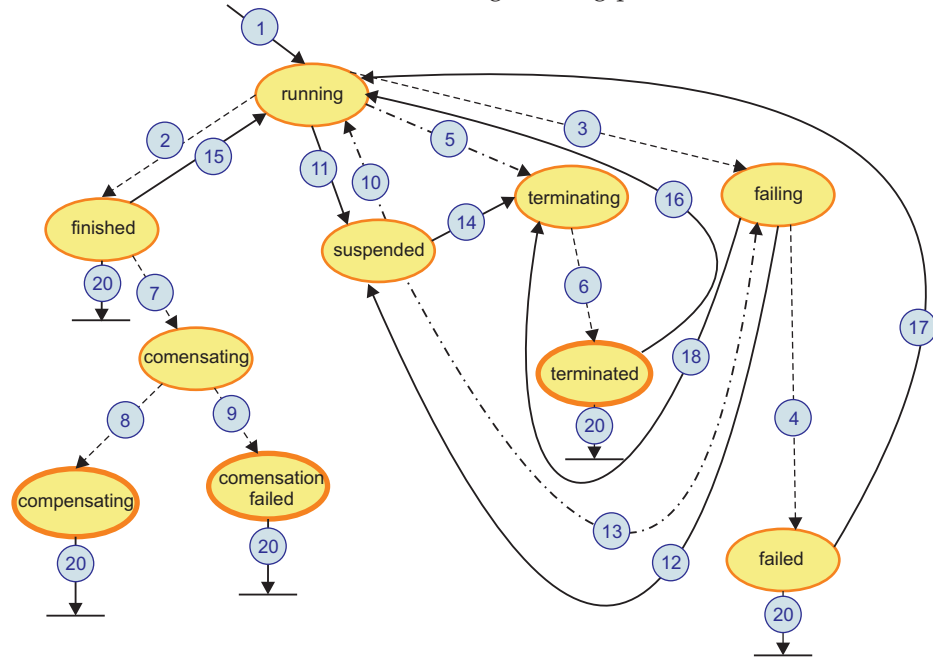 1
running
2
3
5
15
11
10
terminating
failing
16
14
finished
suspended
20
7
6
17
comensating
18
terminated
8
9
4
20
comensation
failed
compensating
13
12
20
20
failed
20